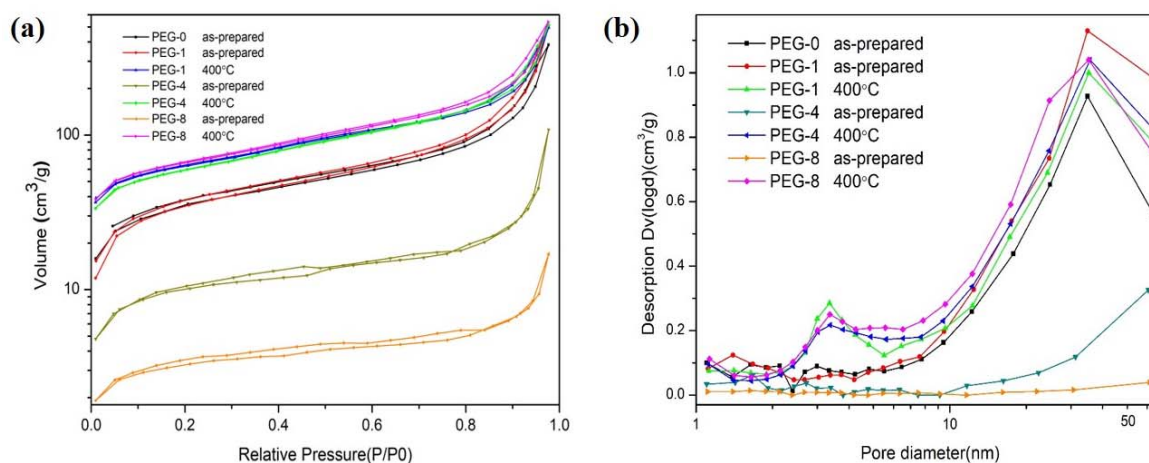 (a)
PEG-0 as-prepared
PEG-1 as-prepared
PEG-1 400°C
PEG-4 as-prepared
PEG-4 400°C
PEG-8 as-prepared
PEG-8 400°C
Volume (cm³/g)
100
10
0.0 0.2 0.4 0.6 0.8 1.0
Relative Pressure(P/P0)
(b)
PEG-0 as-prepared
PEG-1 as-prepared
PEG-1 400°C
PEG-4 as-prepared
PEG-4 400°C
PEG-8 as-prepared
PEG-8 400°C
Desorption Dv(logd)(cm³/g)
1.0
0.8
0.6
0.4
0.2
0.0
1 10 60
Pore diameter(nm)